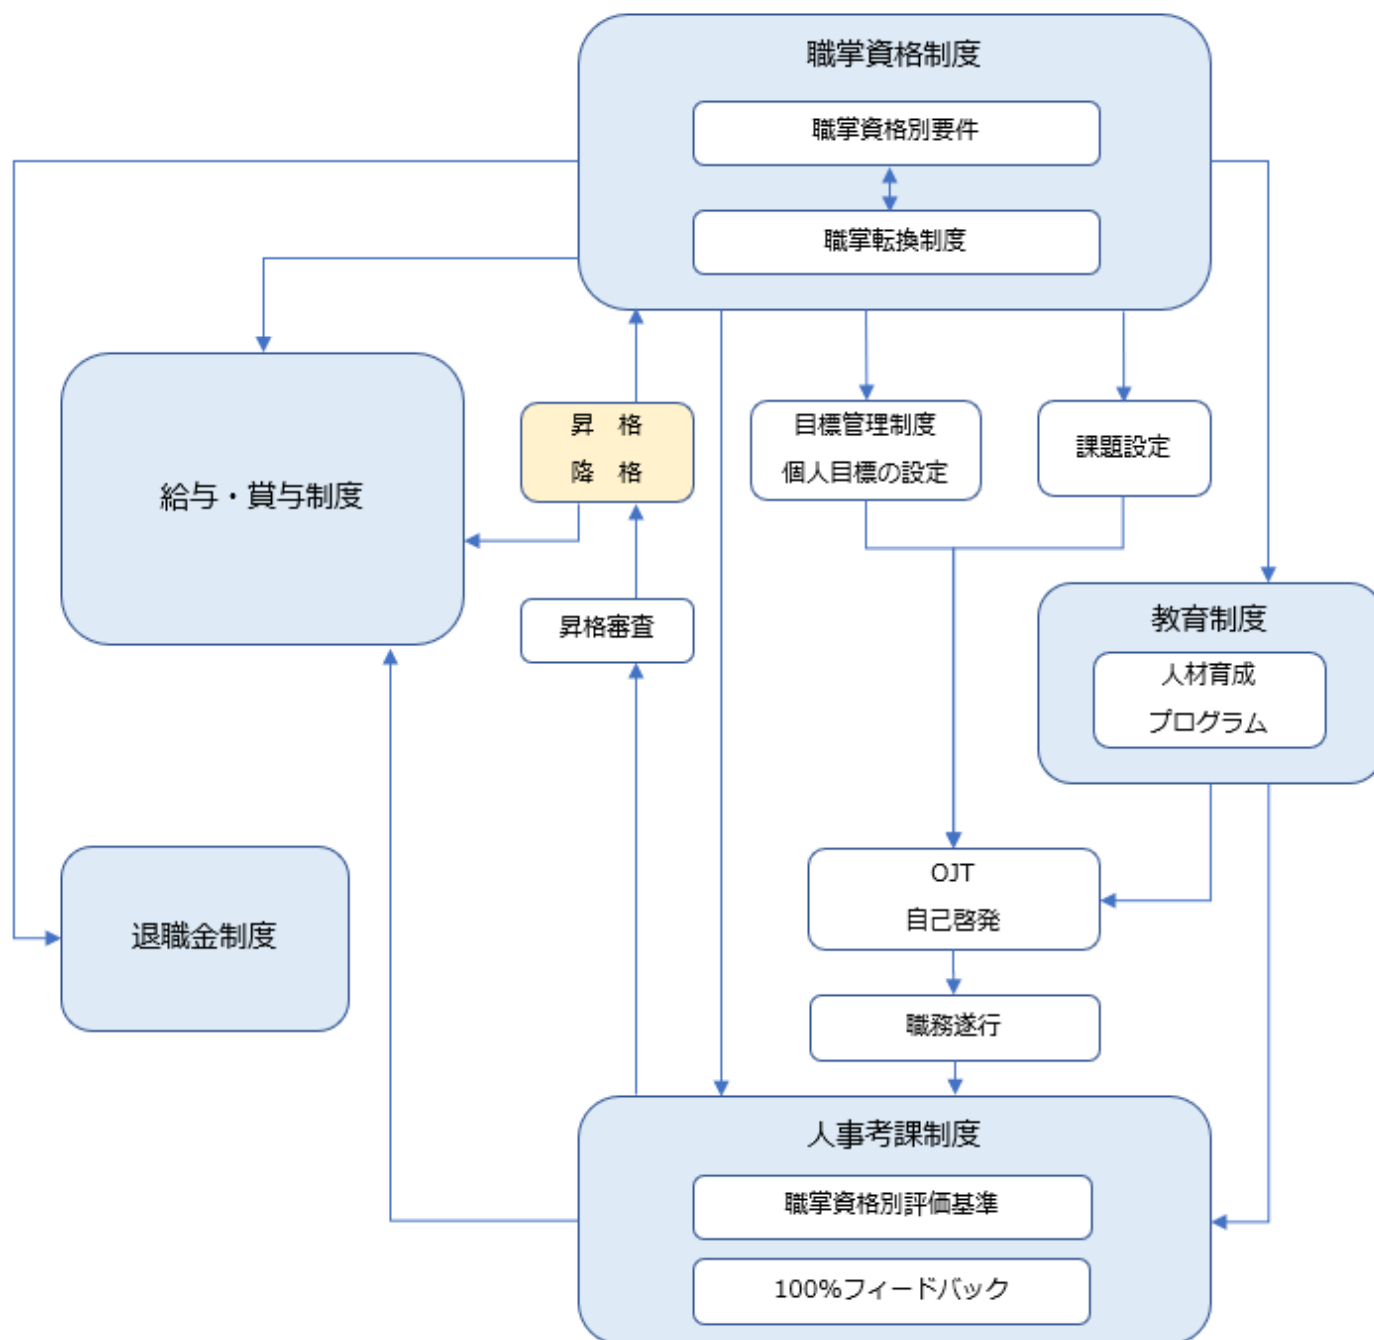 職掌資格制度
職掌資格別要件
職掌転換制度
昇　格
降　格
目標管理制度
個人目標の設定
課題設定
給与・賞与制度
昇格審査
教育制度
人材育成
プログラム
OJT
自己啓発
退職金制度
職務遂行
人事考課制度
職掌資格別評価基準
100%フィードバック